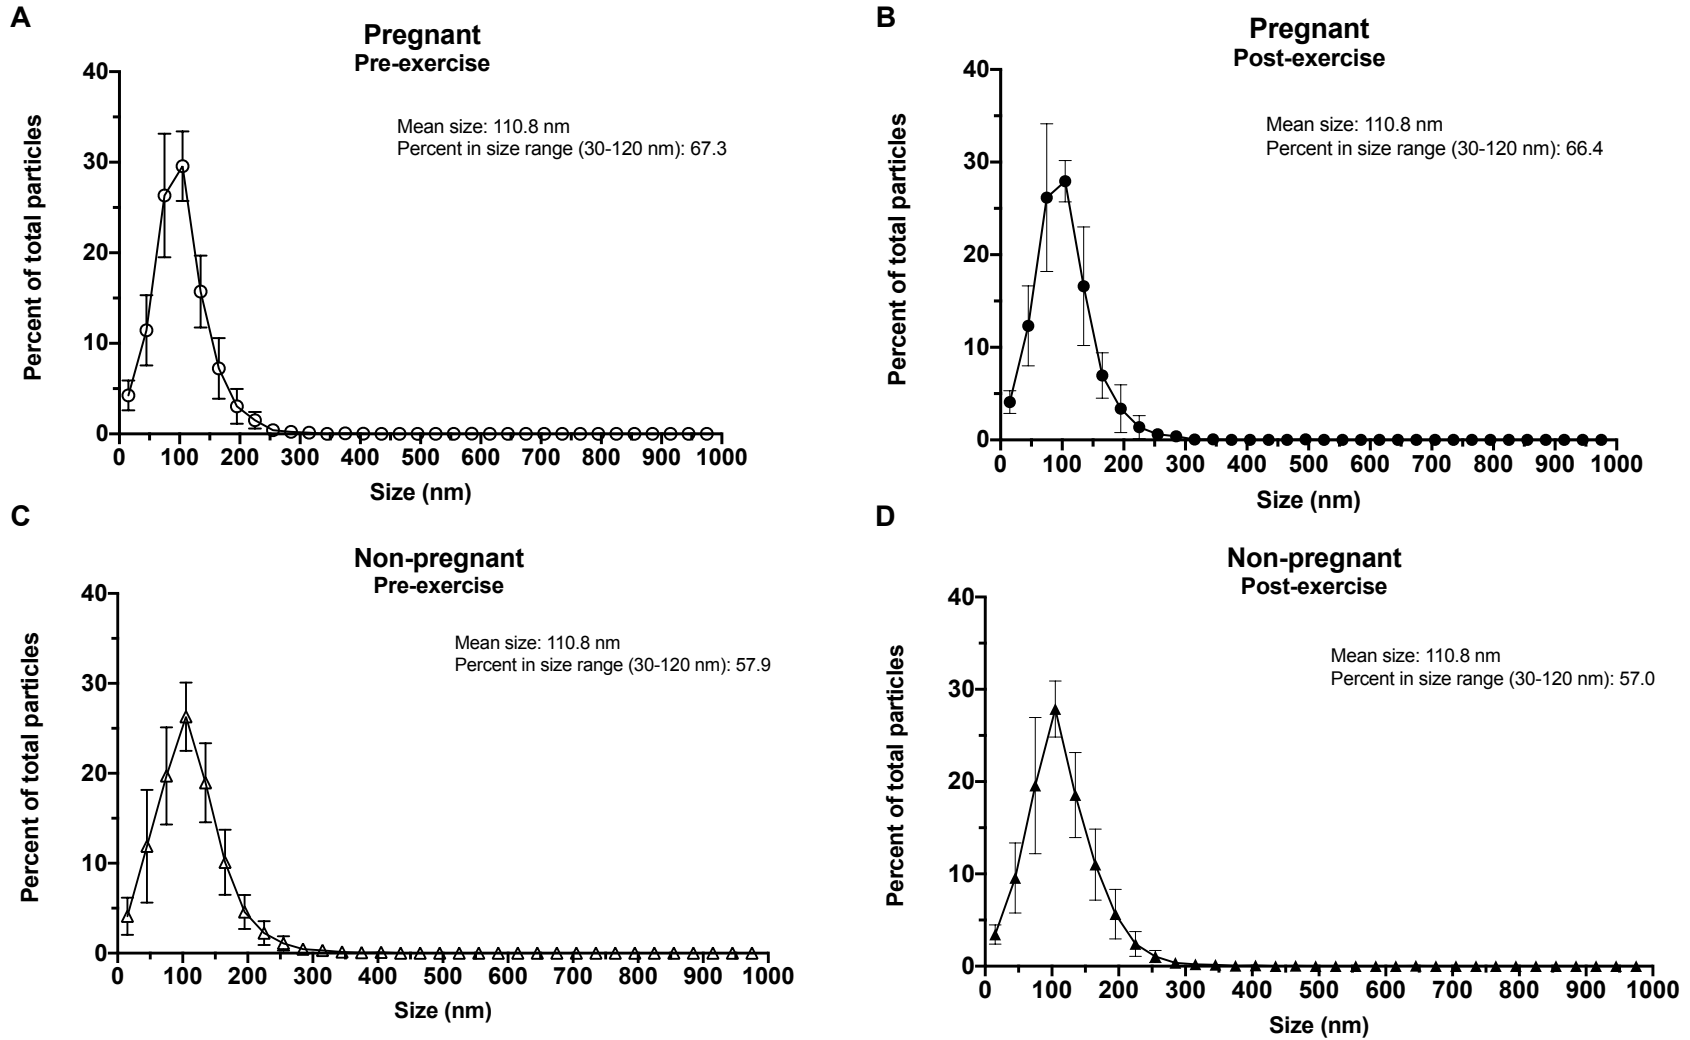 A
Pregnant
Pre-exercise
Mean size: 110.8 nm
Percent in size range (30-120 nm): 67.3
Percent of total particles
40
30
20
10
0
0 100 200 300 400 500 600 700 800 900 1000
Size (nm)
B
Pregnant
Post-exercise
Mean size: 110.8 nm
Percent in size range (30-120 nm): 66.4
Percent of total particles
40
30
20
10
0
0 100 200 300 400 500 600 700 800 900 1000
Size (nm)
C
Non-pregnant
Pre-exercise
Mean size: 110.8 nm
Percent in size range (30-120 nm): 57.9
Percent of total particles
40
30
20
10
0
0 100 200 300 400 500 600 700 800 900 1000
Size (nm)
D
Non-pregnant
Post-exercise
Mean size: 110.8 nm
Percent in size range (30-120 nm): 57.0
Percent of total particles
40
30
20
10
0
0 100 200 300 400 500 600 700 800 900 1000
Size (nm)